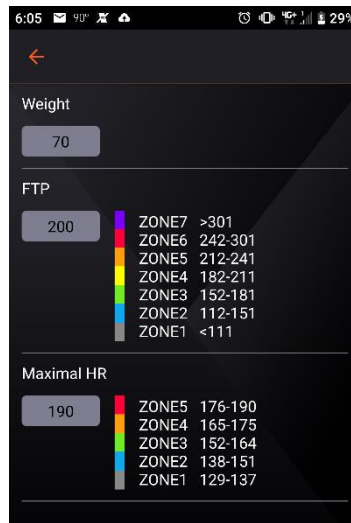 6:05 90° 4G+ 29%
Weight
70
FTP
200
ZONE7 >301
ZONE6 242-301
ZONE5 212-241
ZONE4 182-211
ZONE3 152-181
ZONE2 112-151
ZONE1 <111
Maximal HR
190
ZONE5 176-190
ZONE4 165-175
ZONE3 152-164
ZONE2 138-151
ZONE1 129-137